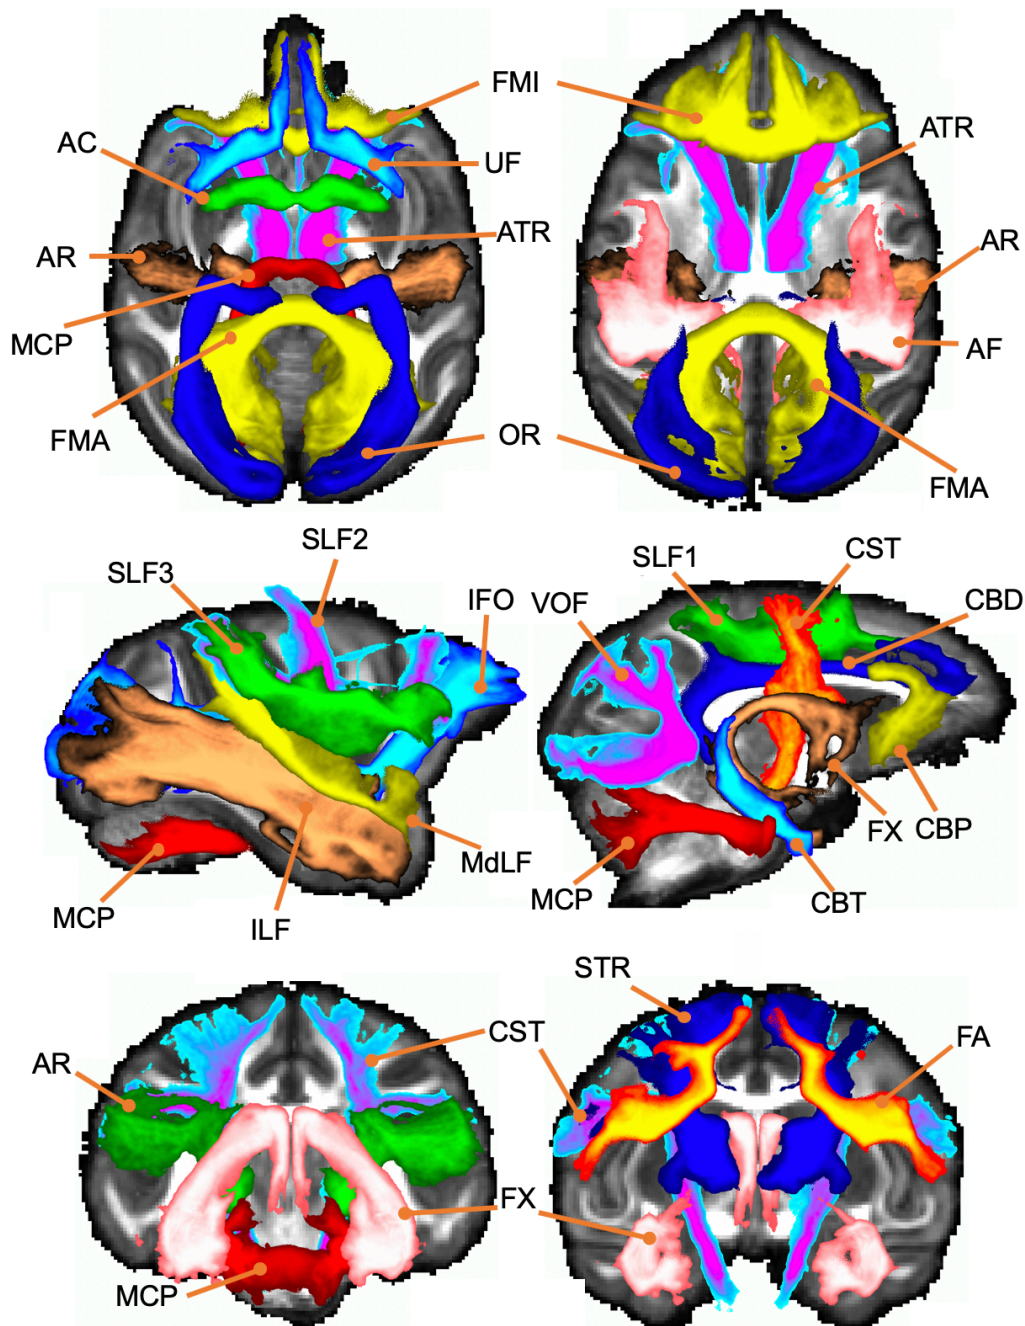 FMI
AC
UF
ATR
ATR
AR
AR
MCP
AF
FMA
OR
FMA
SLF2
SLF3
IFO
SLF1
CST
VOF
CBD
MCP
ILF
MdLF
MCP
FX
CBP
CBT
STR
AR
CST
FA
FX
MCP